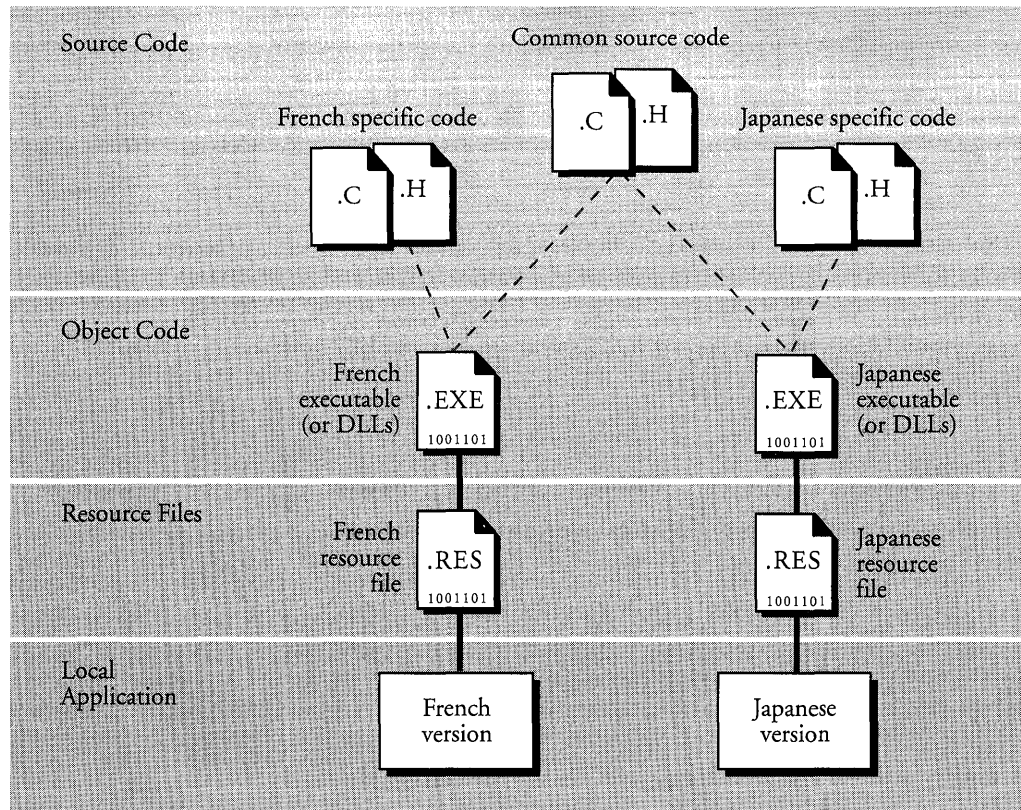 Source Code
Common source code
.C
.H
French specific code
.C
.H
Japanese specific code
.C
.H
Object Code
French
executable
(or DLLs)
.EXE
1001101
.EXE
1001101
Japanese
executable
(or DLLs)
Resource Files
French
resource
file
.RES
1001101
.RES
1001101
Japanese
resource
file
Local
Application
French
version
Japanese
version